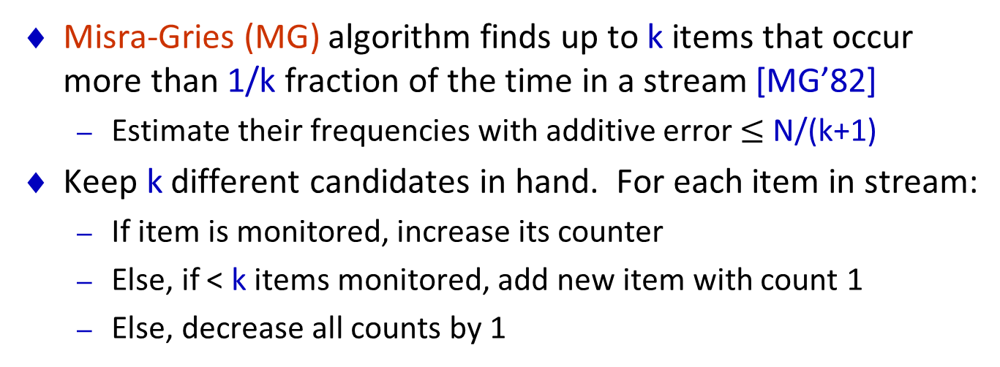 ♦ Misra-Gries (MG) algorithm finds up to k items that occur
more than 1/k fraction of the time in a stream [MG’82]
– Estimate their frequencies with additive error ≤ N/(k+1)
♦ Keep k different candidates in hand.  For each item in stream:
– If item is monitored, increase its counter
– Else, if < k items monitored, add new item with count 1
– Else, decrease all counts by 1